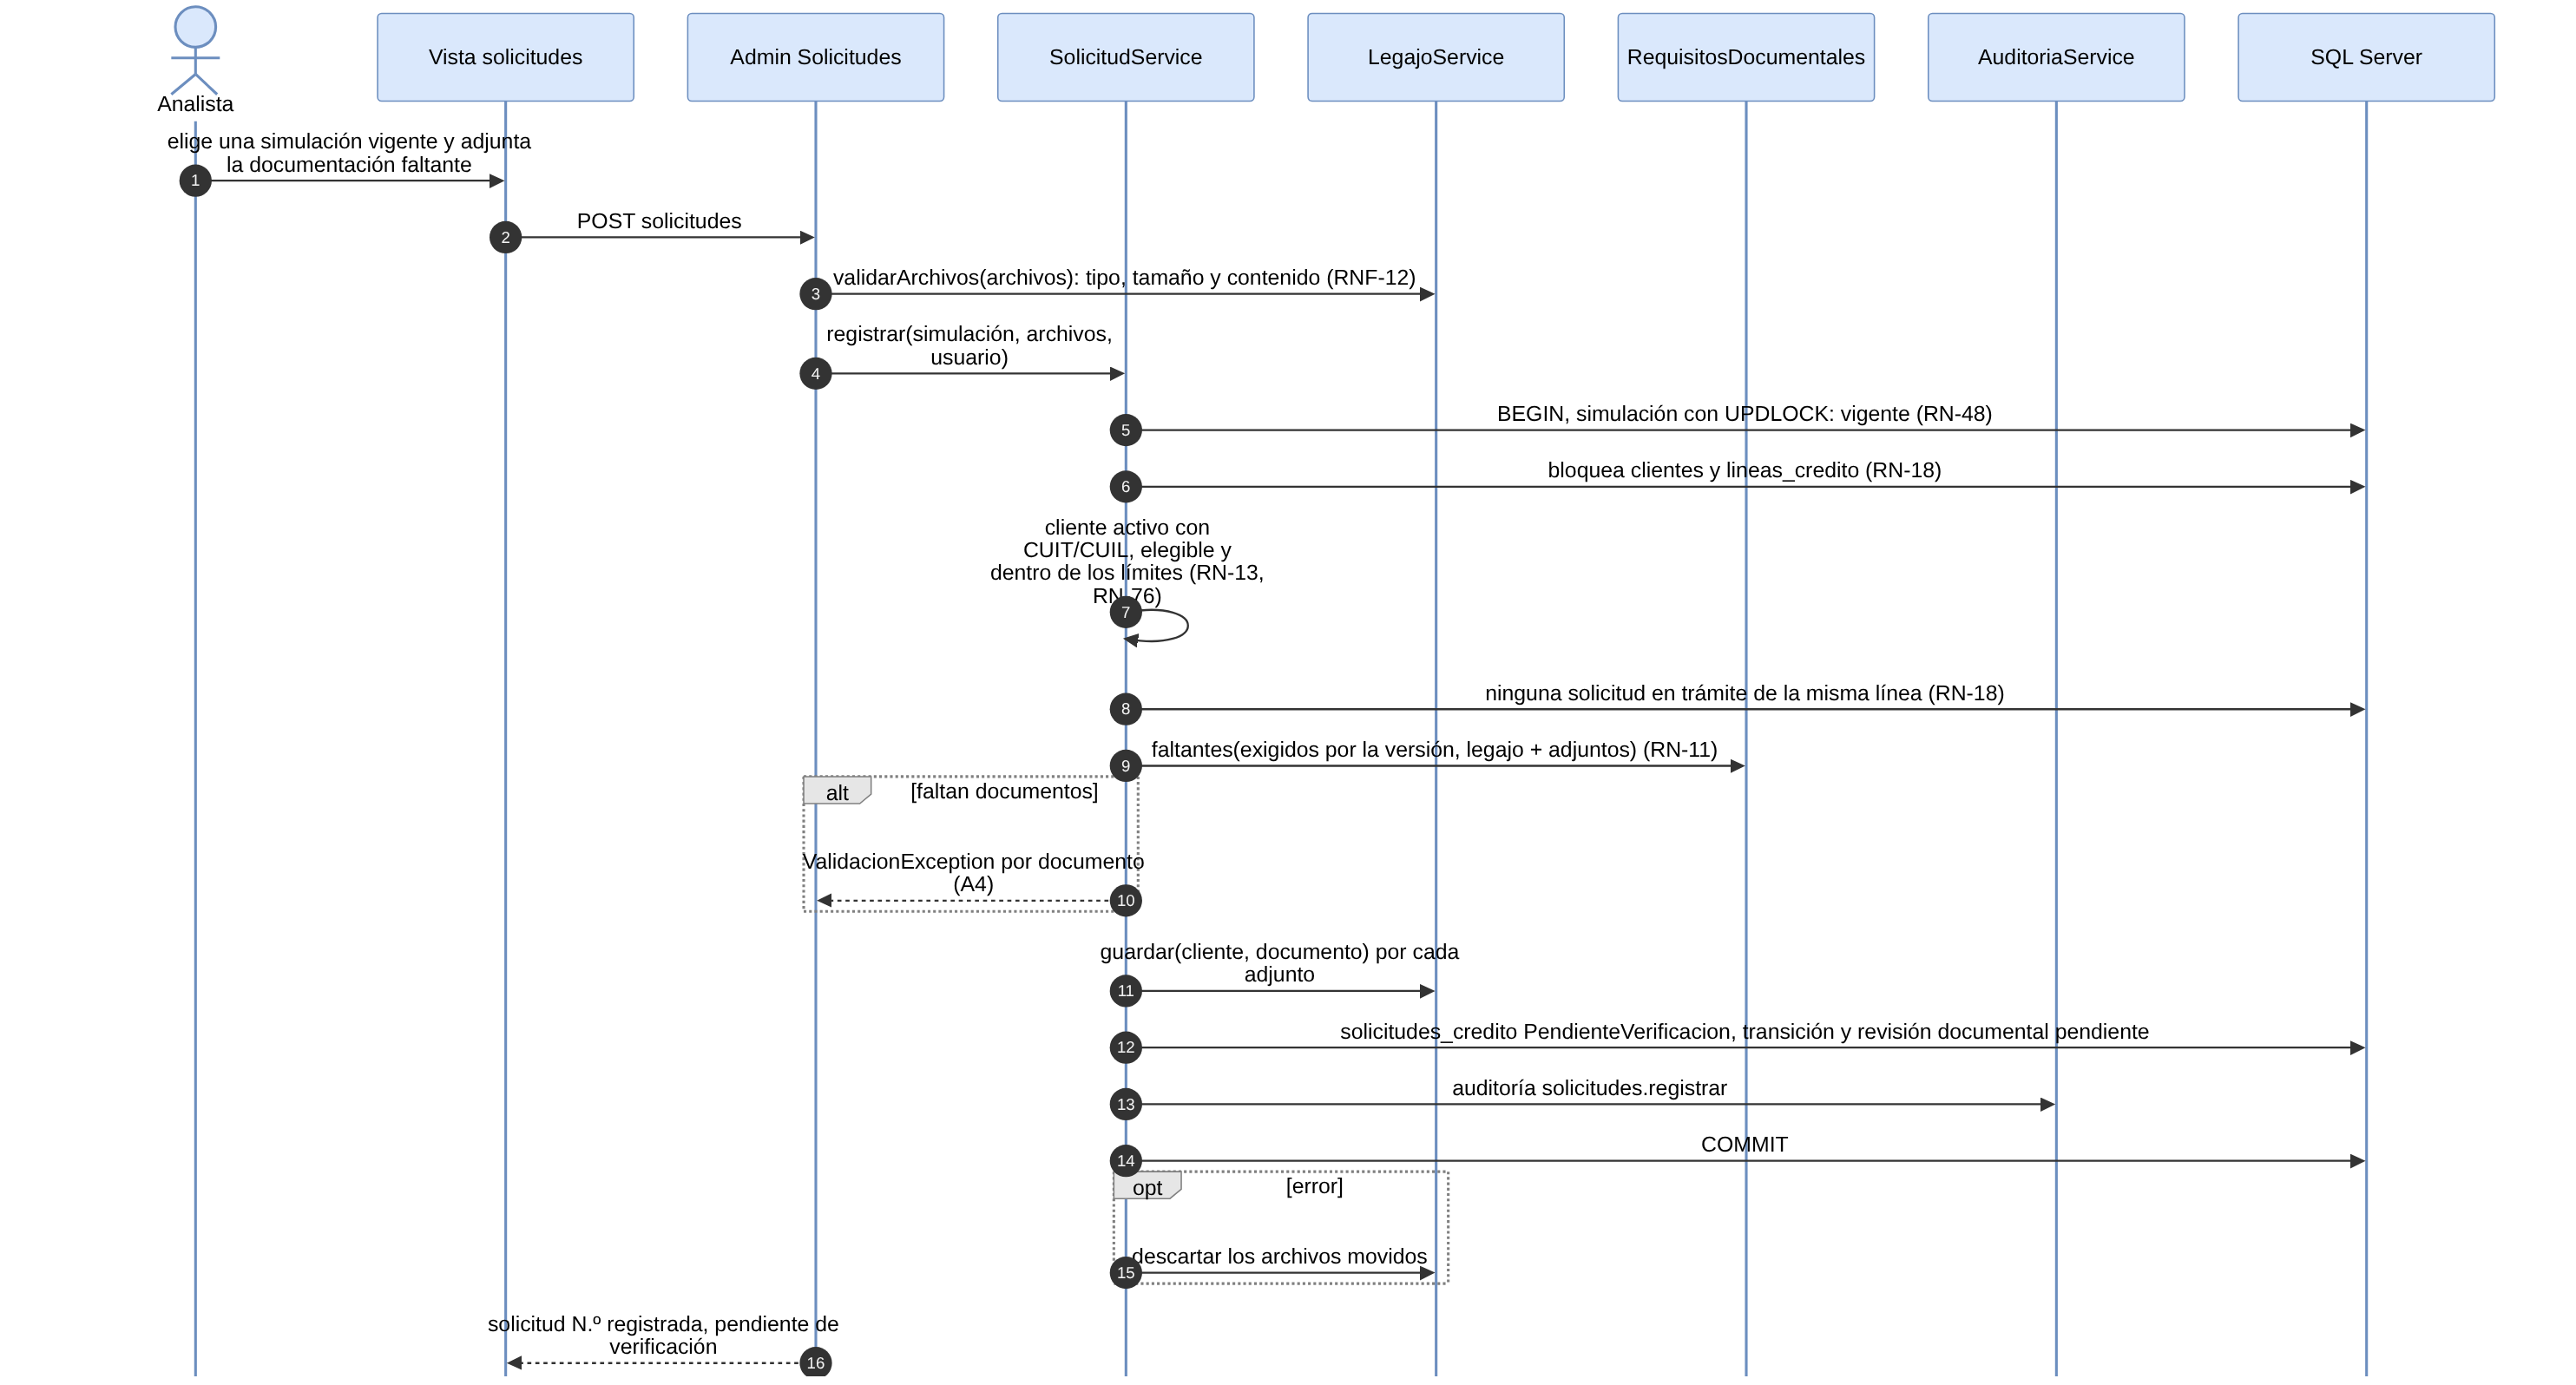 Analista
Vista solicitudes
Admin Solicitudes
SolicitudService
LegajoService
RequisitosDocumentales
AuditoriaService
SQL Server
elige una simulación vigente y adjunta
la documentación faltante
1
POST solicitudes
2
validarArchivos(archivos): tipo, tamaño y contenido (RNF-12)
3
registrar(simulación, archivos,
usuario)
4
BEGIN, simulación con UPDLOCK: vigente (RN-48)
5
bloquea clientes y lineas_credito (RN-18)
6
cliente activo con
CUIT/CUIL, elegible y
dentro de los límites (RN-13,
RN-76)
7
ninguna solicitud en trámite de la misma línea (RN-18)
8
faltantes(exigidos por la versión, legajo + adjuntos) (RN-11)
9
alt
[faltan documentos]
ValidacionException por documento
(A4)
10
guardar(cliente, documento) por cada
adjunto
11
solicitudes_credito PendienteVerificacion, transición y revisión documental pendiente
12
auditoría solicitudes.registrar
13
COMMIT
14
opt
[error]
descartar los archivos movidos
15
solicitud N.º registrada, pendiente de
verificación
16